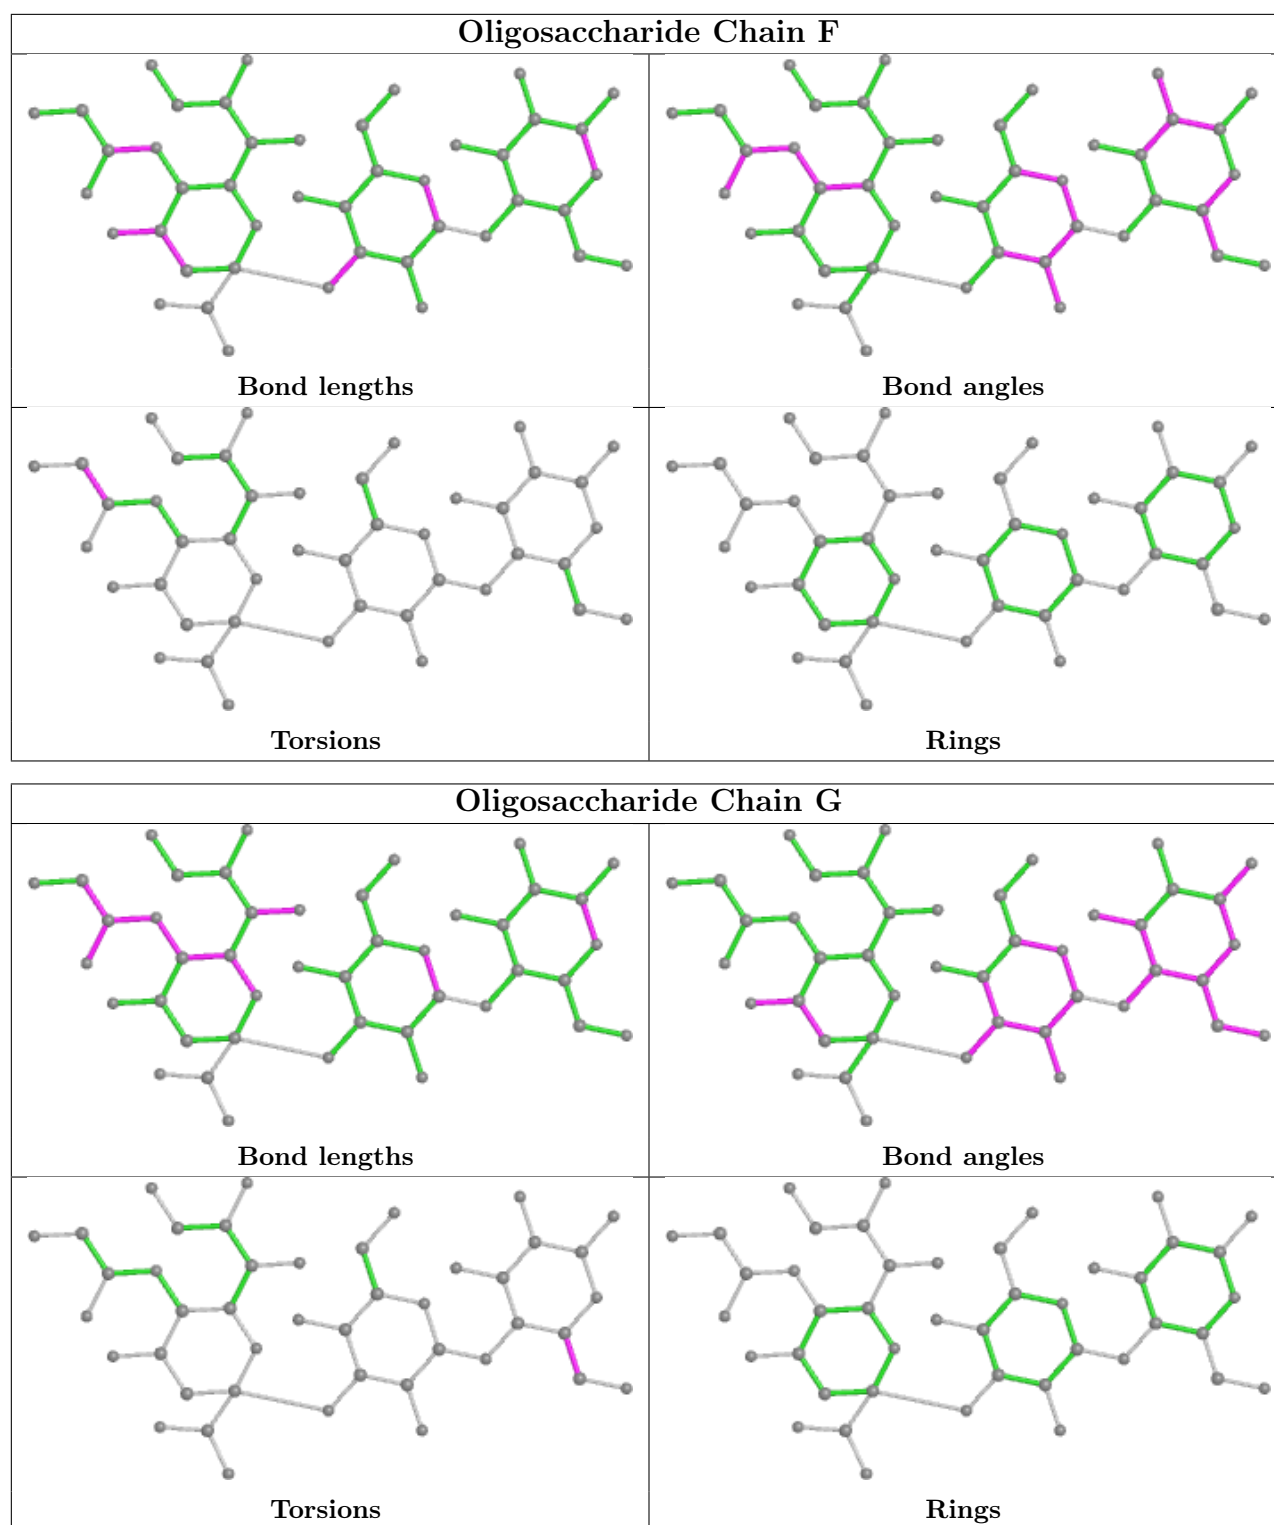 Oligosaccharide Chain F
Bond lengths
Bond angles
Torsions
Rings
Oligosaccharide Chain G
Bond lengths
Bond angles
Torsions
Rings